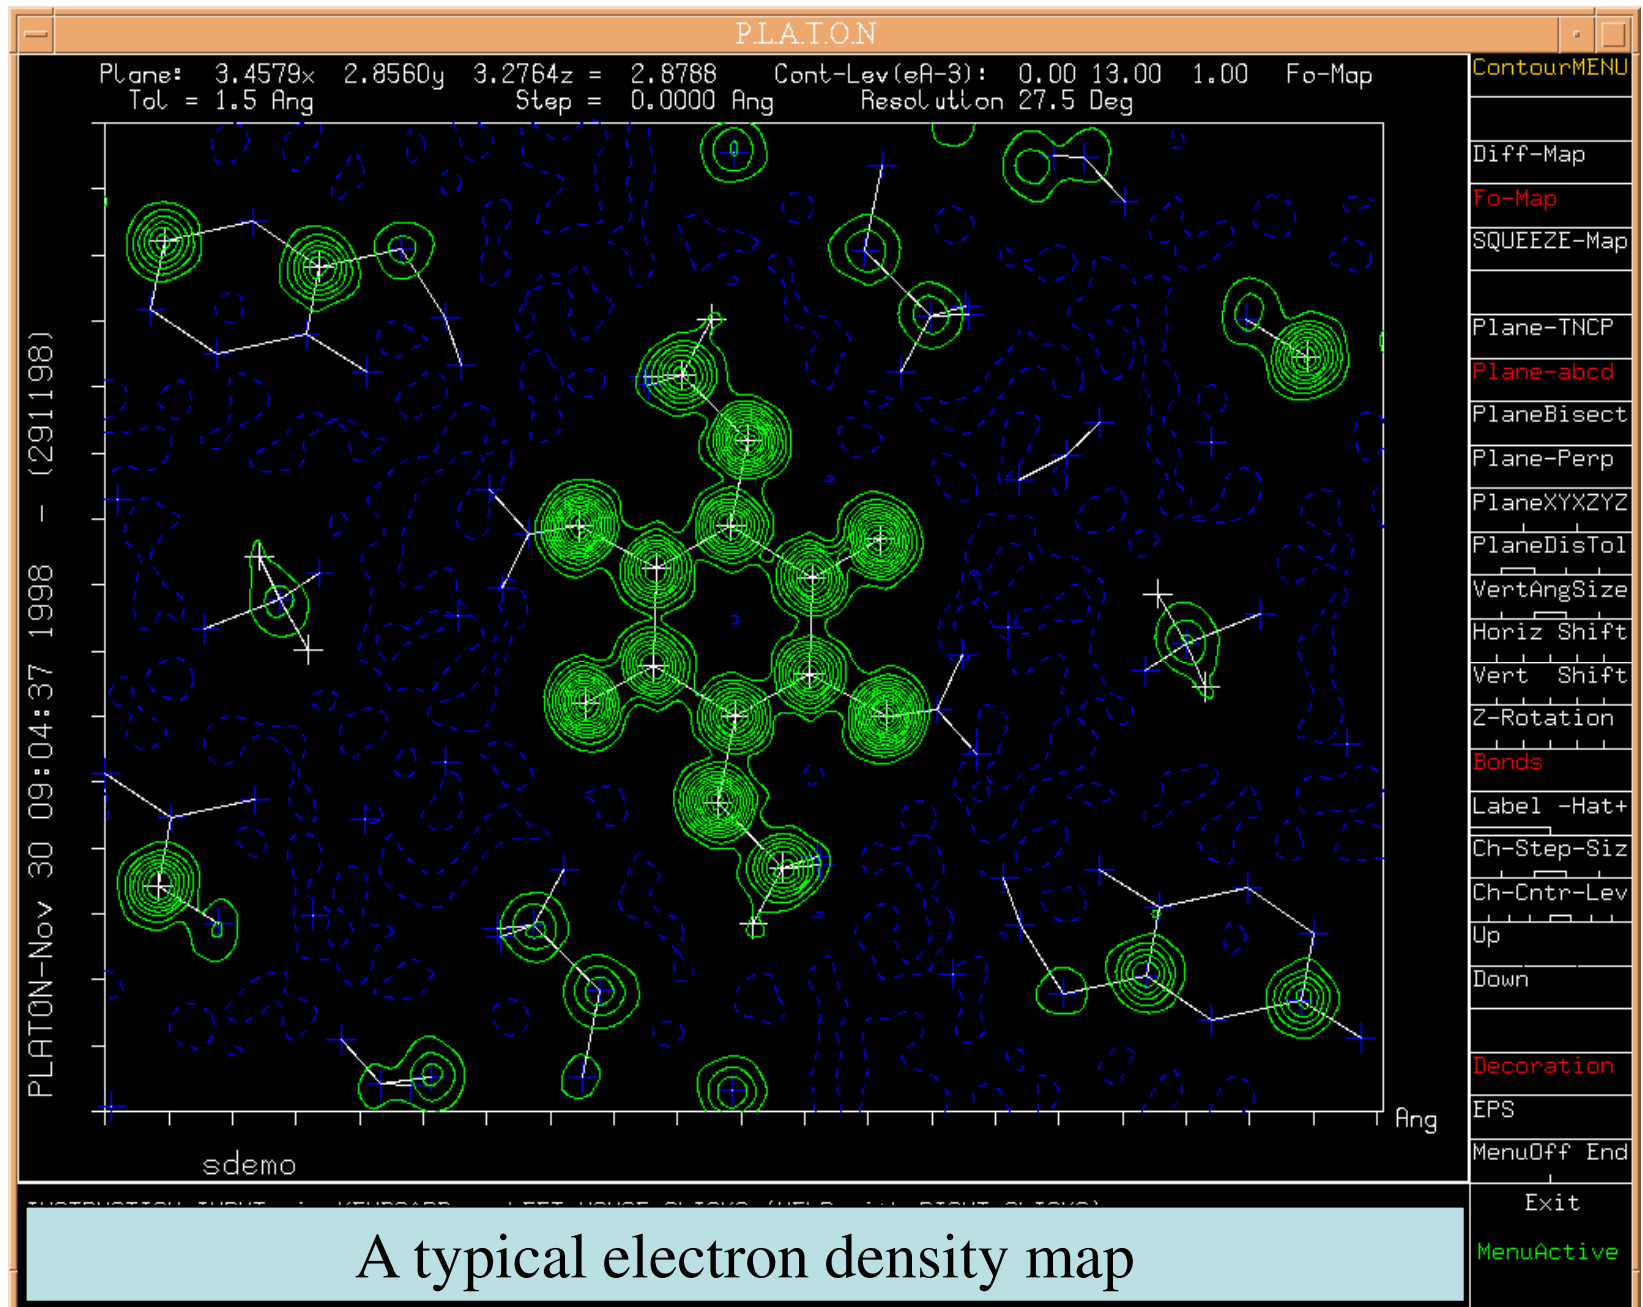 P.L.A.T.O.N
Plane: 3.4579x 2.8560y 3.2764z = 2.8788 Cont-Lev(eA-3): 0.00 13.00 1.00 Fo-Map
Tol = 1.5 Ang Step = 0.0000 Ang Resolution 27.5 Deg
PLATON-Nov 30 09:04:37 1998 - (291198)
Ang
sdemo
ContourMENU
Diff-Map
Fo-Map
SQUEEZE-Map
Plane-TNCP
Plane-abcd
PlaneBisect
Plane-Perp
PlaneXYXZYZ
PlaneDisTol
VertAngSize
Horiz Shift
Vert Shift
Z-Rotation
Bonds
Label -Hat+
Ch-Step-Siz
Ch-Cntr-Lev
Up
Down
Decoration
EPS
MenuOff End
Exit
MenuActive
A typical electron density map